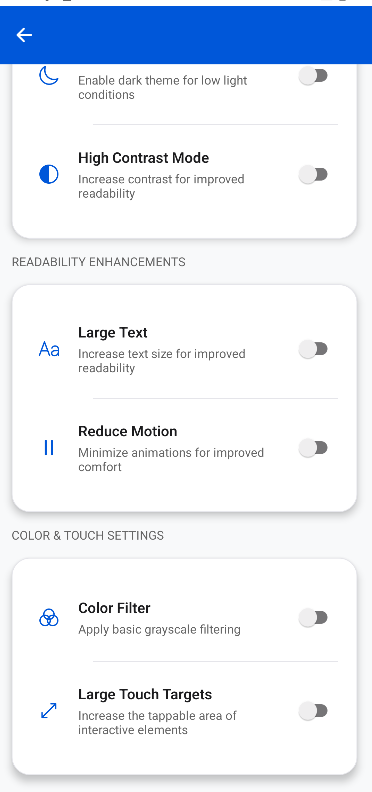 Enable dark theme for low light
conditions
High Contrast Mode
Increase contrast for improved
readability
READABILITY ENHANCEMENTS
Aa
Large Text
Increase text size for improved
readability
Reduce Motion
Minimize animations for improved
comfort
COLOR & TOUCH SETTINGS
Color Filter
Apply basic grayscale filtering
Large Touch Targets
Increase the tappable area of
interactive elements